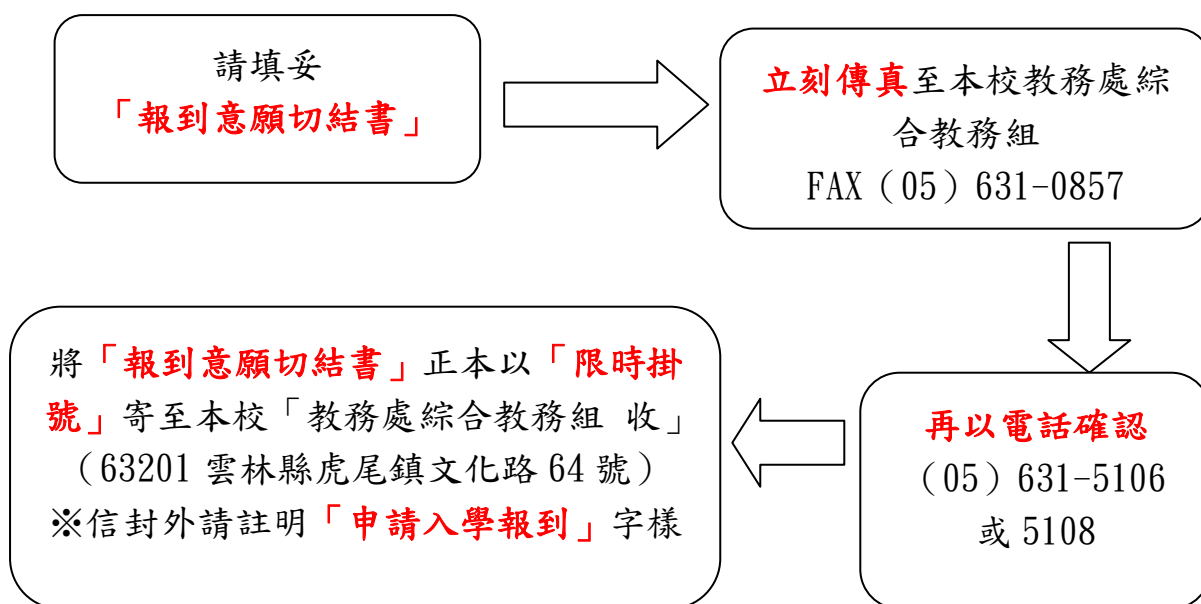 請填妥
「報到意願切結書」
立刻傳真至本校教務處綜
合教務組
FAX（05）631-0857
再以電話確認
（05）631-5106
或 5108
將「報到意願切結書」正本以「限時掛
號」寄至本校「教務處綜合教務組 收」
（63201 雲林縣虎尾鎮文化路 64 號）
※信封外請註明「申請入學報到」字樣